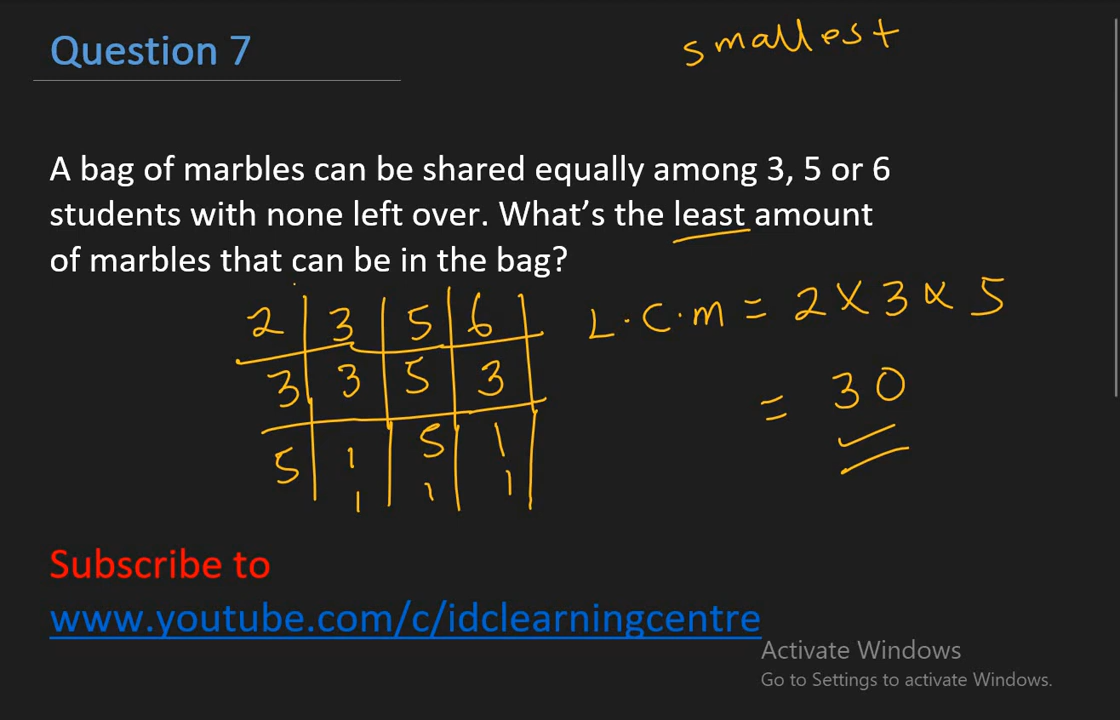 Question 7
smallest
A bag of marbles can be shared equally among 3, 5 or 6
students with none left over. What's the least amount
of marbles that can be in the bag?
2 3 5 6
3 3 5 3
5 1 5 1
1 1 1
L.C.M = 2 X 3 X 5
= 30
Subscribe to
www.youtube.com/c/idclearningcentre
Activate Windows
Go to Settings to activate Windows.